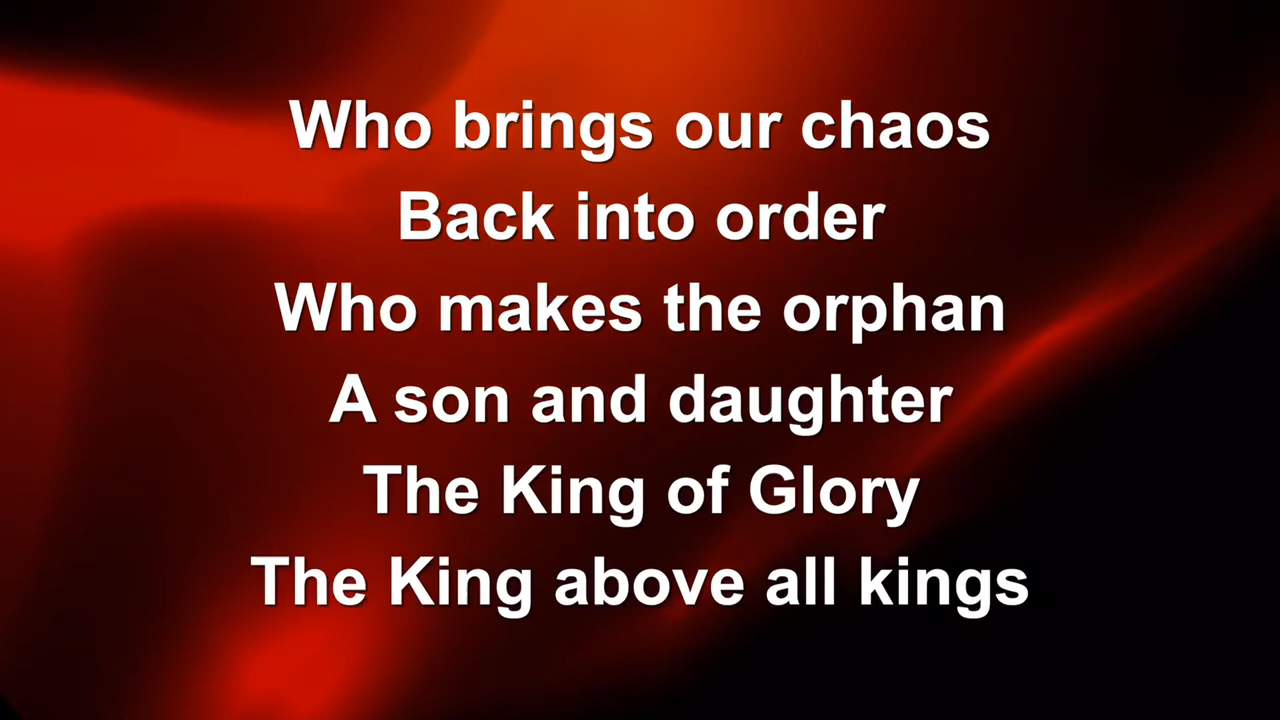 Who brings our chaos
Back into order
Who makes the orphan
A son and daughter
The King of Glory
The King above all kings